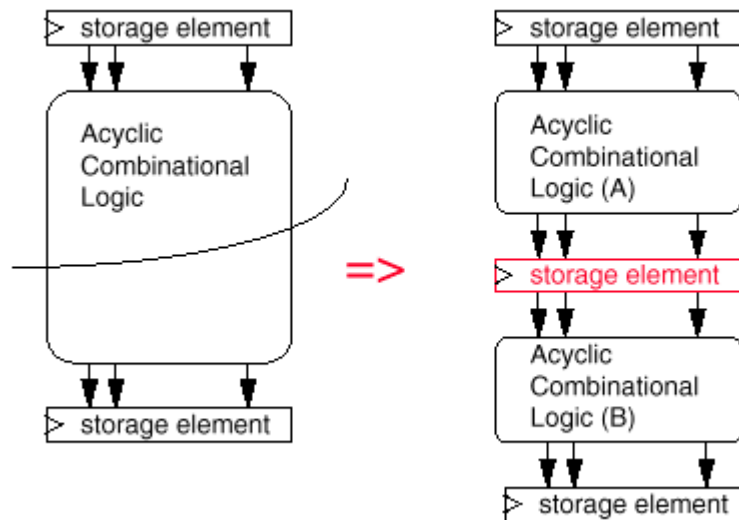 storage element
Acyclic
Combinational
Logic
storage element
=>
storage element
Acyclic
Combinational
Logic (A)
storage element
Acyclic
Combinational
Logic (B)
storage element